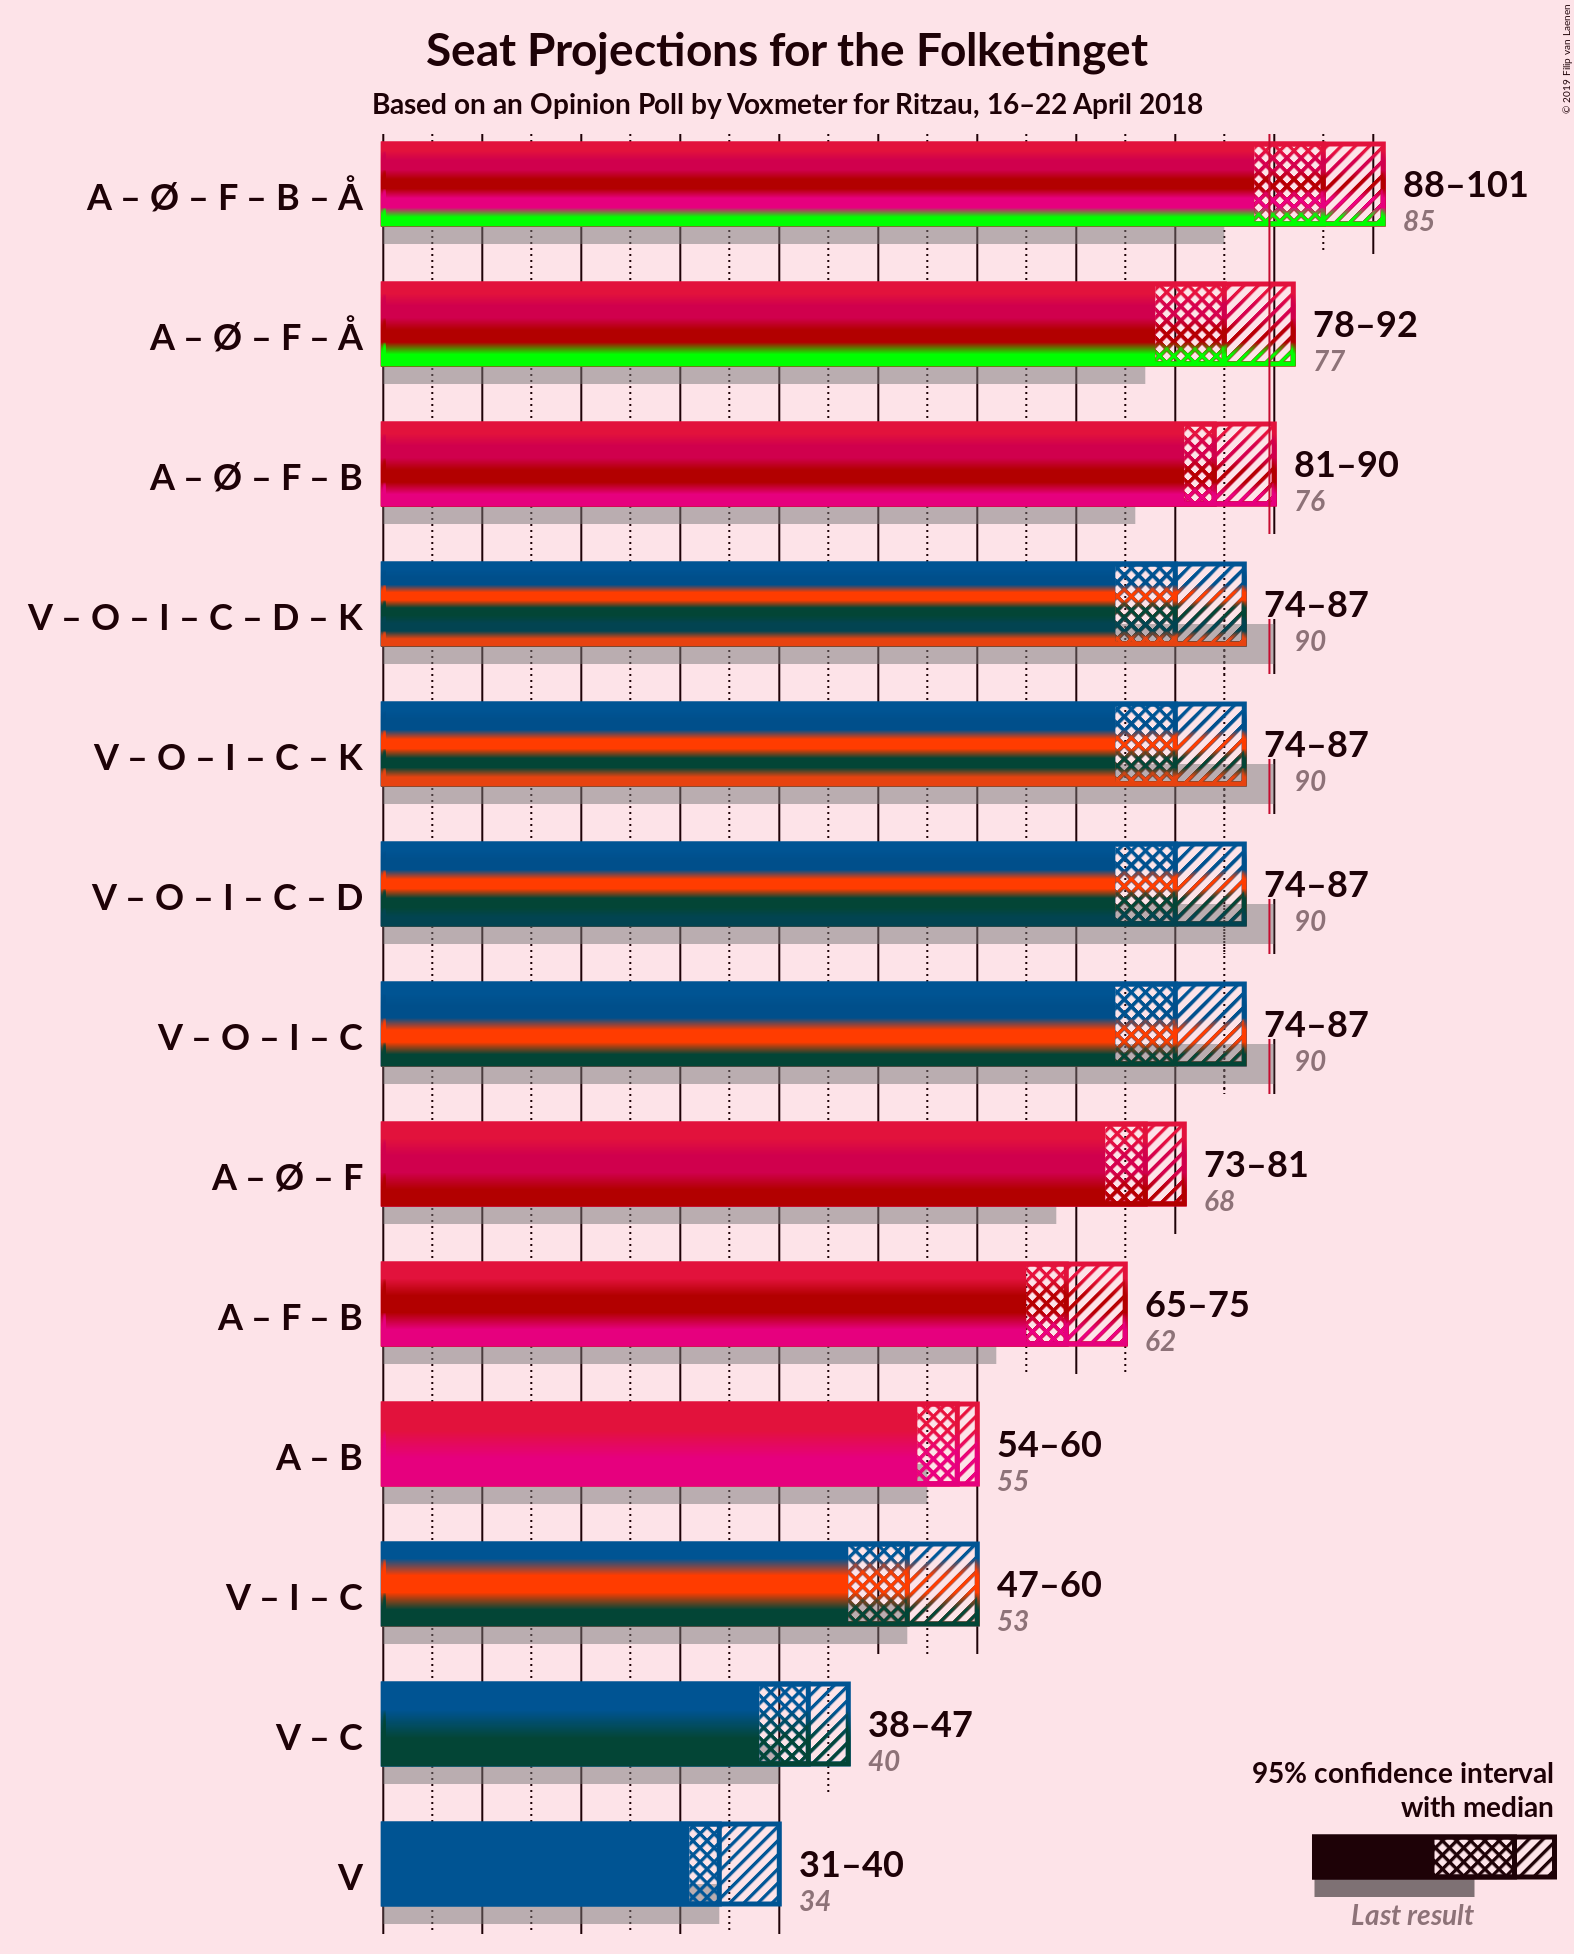 Seat Projections for the Folketinget
Based on an Opinion Poll by Voxmeter for Ritzau, 16–22 April 2018
© 2019 Filip van Laenen
A – Ø – F – B – Å
88–101
85
A – Ø – F – Å
78–92
77
A – Ø – F – B
81–90
76
V – O – I – C – D – K
74–87
90
V – O – I – C – K
74–87
90
V – O – I – C – D
74–87
90
V – O – I – C
74–87
90
A – Ø – F
73–81
68
A – F – B
65–75
62
A – B
54–60
55
V – I – C
47–60
53
V – C
38–47
40
V
31–40
34
95% confidence interval
with median
Last result